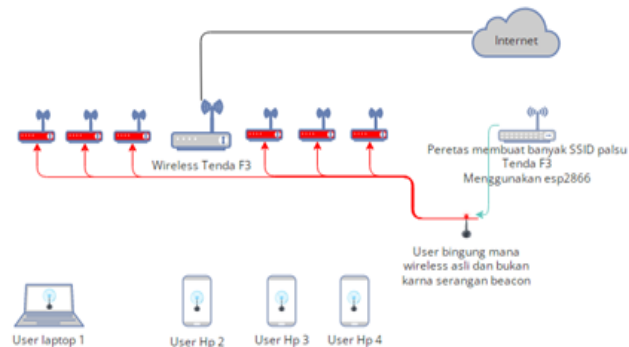 Internet
Wireless Tenda F3
Peretas membuat banyak SSID palsu
Tenda F3
Menggunakan esp2866
User bingung mana
wireless asli dan bukan
karna serangan beacon
User laptop 1
User Hp 2
User Hp 3
User Hp 4